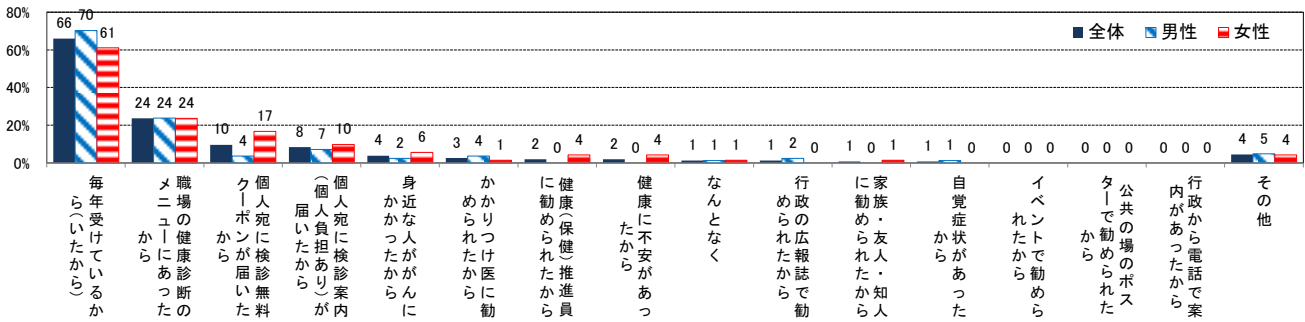 80%
60%
40%
20%
0%
全体 男性 女性
66 70 61
24 24 24
10 4 17
8 7 10
4 2 6
3 4 1
2 0 4
2 0 4
1 1 1
1 2 0
1 0 1
1 1 0
0 0 0
0 0 0
0 0 0
4 5 4
毎年受けているか
ら(いたから)
職場の健康診断の
メニューにあった
から
個人宛に検診無料
クーポンが届いた
から
個人宛に検診案内
(個人負担あり)が
届いたから
身近な人ががんに
かかったから
かかりつけ医に勧
められたから
健康(保健)推進員
に勧められたから
健康に不安があっ
たから
なんとなく
行政の広報誌で勧
められたから
家族・友人・知人
に勧められたから
自覚症状があった
から
イベントで勧めら
れたから
公共の場のポス
ターで勧められた
から
行政から電話で案
内があったから
その他